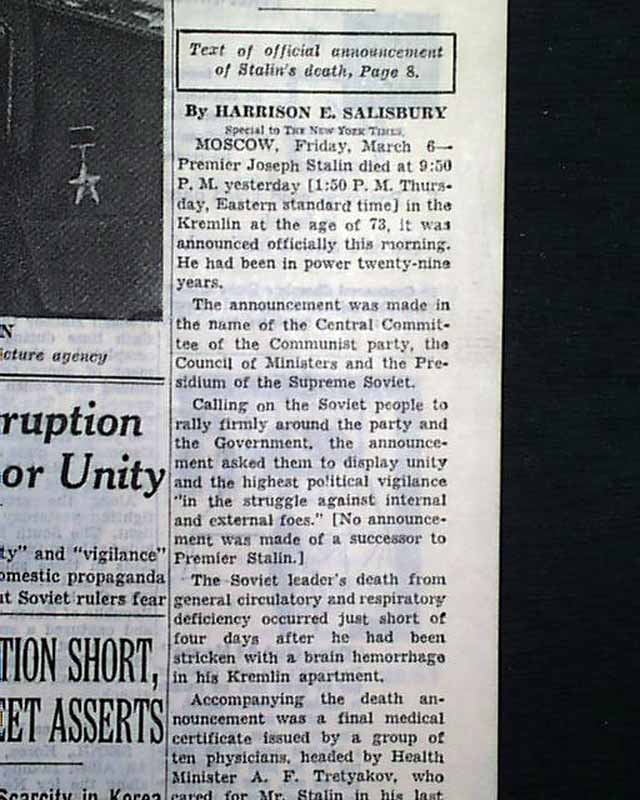 Text of official announcement
of Stalin's death, Page 8.
By HARRISON E. SALISBURY
Special to THE NEW YORK TIMES.
MOSCOW, Friday, March 6—
Premier Joseph Stalin died at 9:50
P. M. yesterday [1:50 P. M. Thurs-
day, Eastern standard time] in the
Kremlin at the age of 73, it was
announced officially this morning.
He had been in power twenty-nine
years.
The announcement was made in
the name of the Central Commit-
tee of the Communist party, the
Council of Ministers and the Pre-
sidium of the Supreme Soviet.
Calling on the Soviet people to
rally firmly around the party and
the Government, the announce-
ment asked them to display unity
and the highest political vigilance
"in the struggle against internal
and external foes." [No announce-
ment was made of a successor to
Premier Stalin.]
The Soviet leader's death from
general circulatory and respiratory
deficiency occurred just short of
four days after he had been
stricken with a brain hemorrhage
in his Kremlin apartment.
Accompanying the death an-
nouncement was a final medical
certificate issued by a group of
ten physicians, headed by Health
Minister A. F. Tretyakov, who
cared for Mr. Stalin in his last
N
icture agency
ruption
or Unity
ty" and "vigilance"
omestic propaganda
t Soviet rulers fear
TION SHORT,
EET ASSERTS
Scarcity in Korea